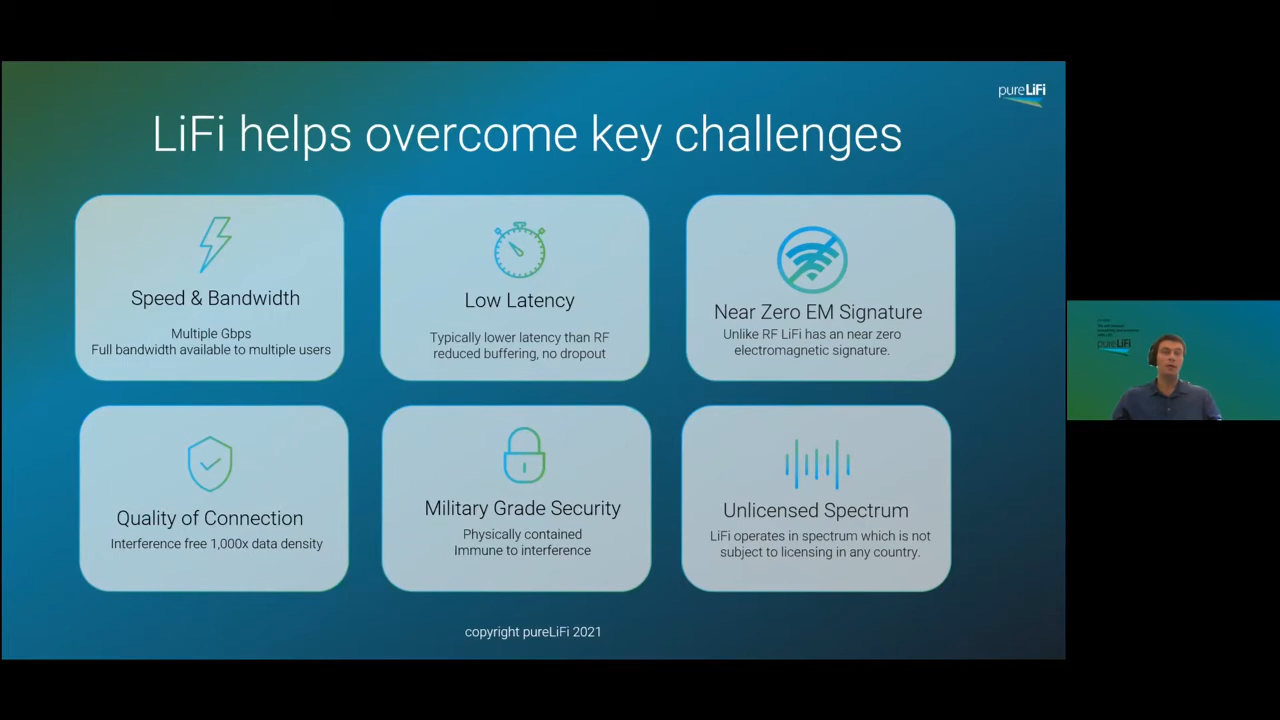 pureLiFi
LiFi helps overcome key challenges
Speed & Bandwidth
Multiple Gbps
Full bandwidth available to multiple users
Low Latency
Typically lower latency than RF
reduced buffering, no dropout
Near Zero EM Signature
Unlike RF LiFi has an near zero
electromagnetic signature.
Quality of Connection
Interference free 1,000x data density
Military Grade Security
Physically contained
Immune to interference
Unlicensed Spectrum
LiFi operates in spectrum which is not
subject to licensing in any country.
copyright pureLiFi 2021
pureLiFi